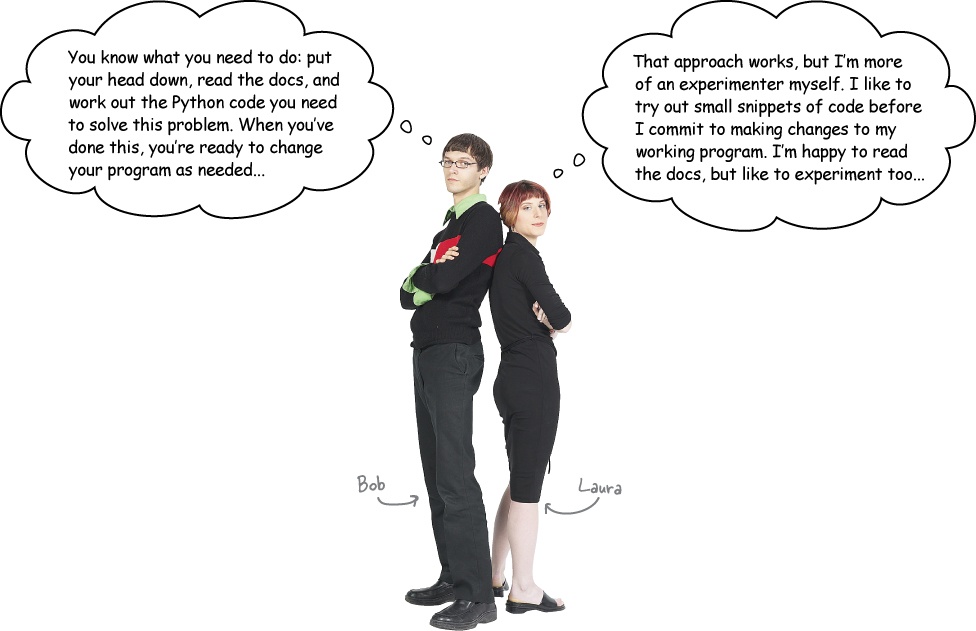 You know what you need to do: put
your head down, read the docs, and
work out the Python code you need
to solve this problem. When you’ve
done this, you’re ready to change
your program as needed...
That approach works, but I’m more
of an experimenter myself. I like to
try out small snippets of code before
I commit to making changes to my
working program. I’m happy to read
the docs, but like to experiment too...
Bob
Laura